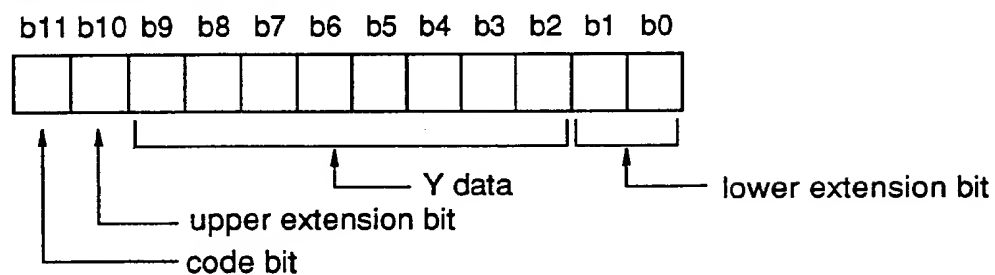 b11 b10 b9 b8 b7 b6 b5 b4 b3 b2 b1 b0
Y data
lower extension bit
upper extension bit
code bit